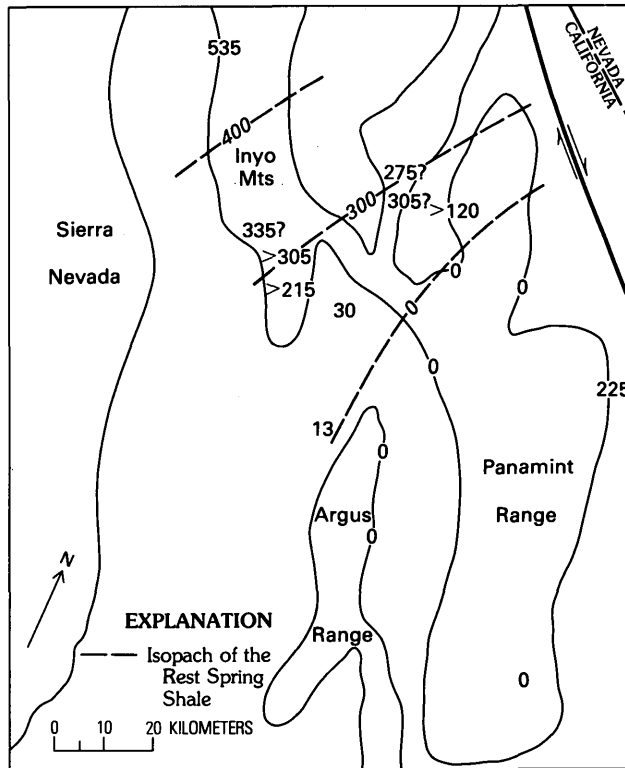 535
NEVADA
CALIFORNIA
400
Inyo
Mts
275?
300
305?
>120
335?
>305
>215
Sierra
Nevada
0
0
0
30
0
225
13
0
Panamint
Range
Argus
0
Range
N
EXPLANATION
Isopach of the
Rest Spring
Shale
0 10 20 KILOMETERS
0